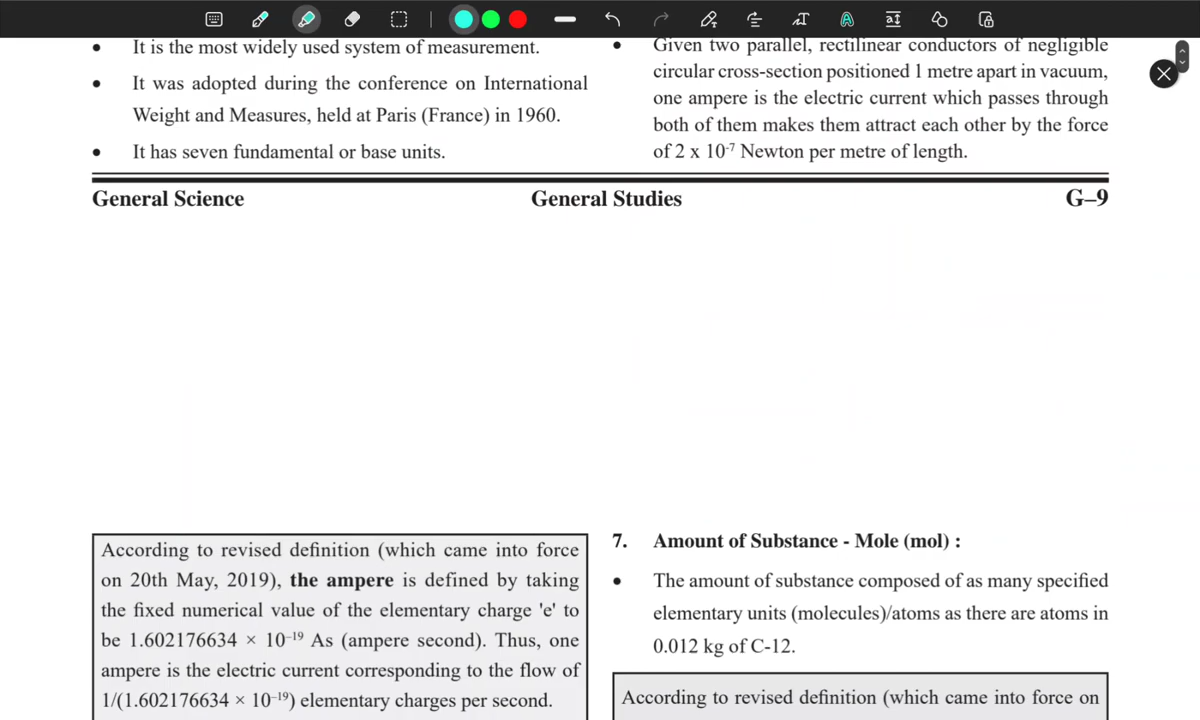 It is the most widely used system of measurement.
It was adopted during the conference on International
Weight and Measures, held at Paris (France) in 1960.
It has seven fundamental or base units.
Given two parallel, rectilinear conductors of negligible
circular cross-section positioned 1 metre apart in vacuum,
one ampere is the electric current which passes through
both of them makes them attract each other by the force
of 2 x 10⁻⁷ Newton per metre of length.
General Science General Studies G–9
According to revised definition (which came into force
on 20th May, 2019), the ampere is defined by taking
the fixed numerical value of the elementary charge 'e' to
be 1.602176634 × 10⁻¹⁹ As (ampere second). Thus, one
ampere is the electric current corresponding to the flow of
1/(1.602176634 × 10⁻¹⁹) elementary charges per second.
7. Amount of Substance - Mole (mol) :
The amount of substance composed of as many specified
elementary units (molecules)/atoms as there are atoms in
0.012 kg of C-12.
According to revised definition (which came into force on